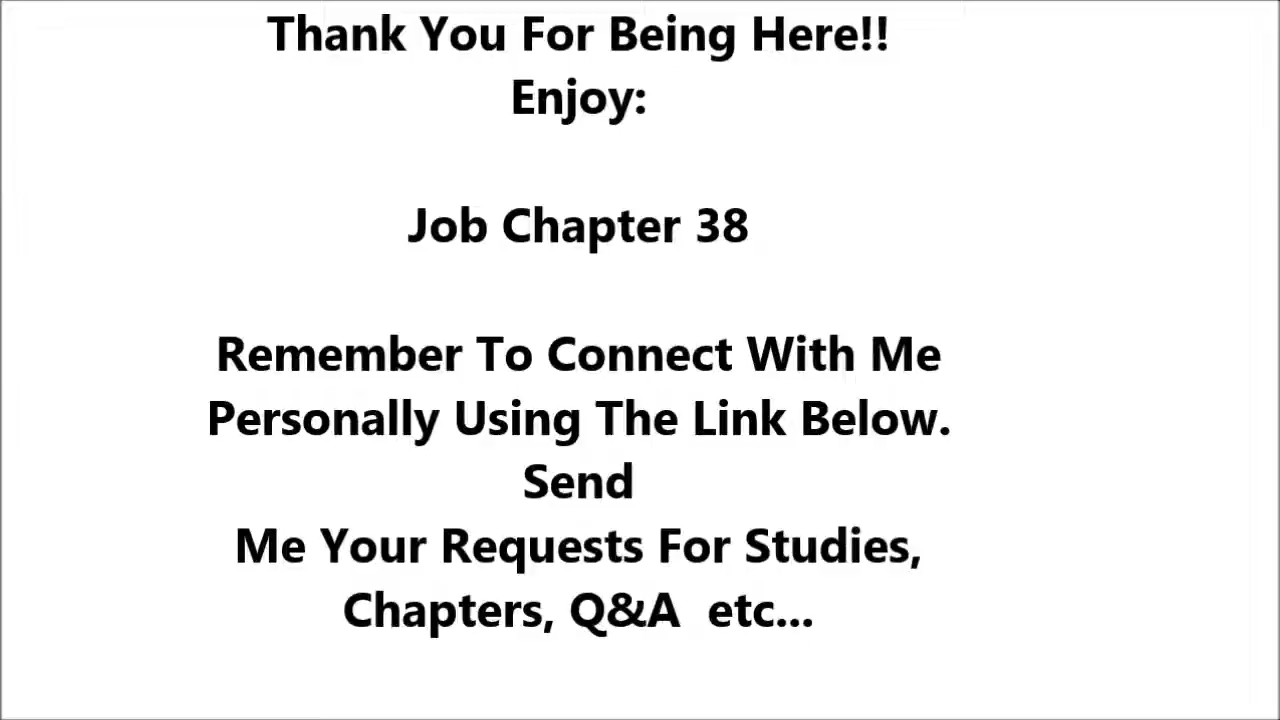 Thank You For Being Here!!
Enjoy:
Job Chapter 38
Remember To Connect With Me
Personally Using The Link Below.
Send
Me Your Requests For Studies,
Chapters, Q&A  etc...